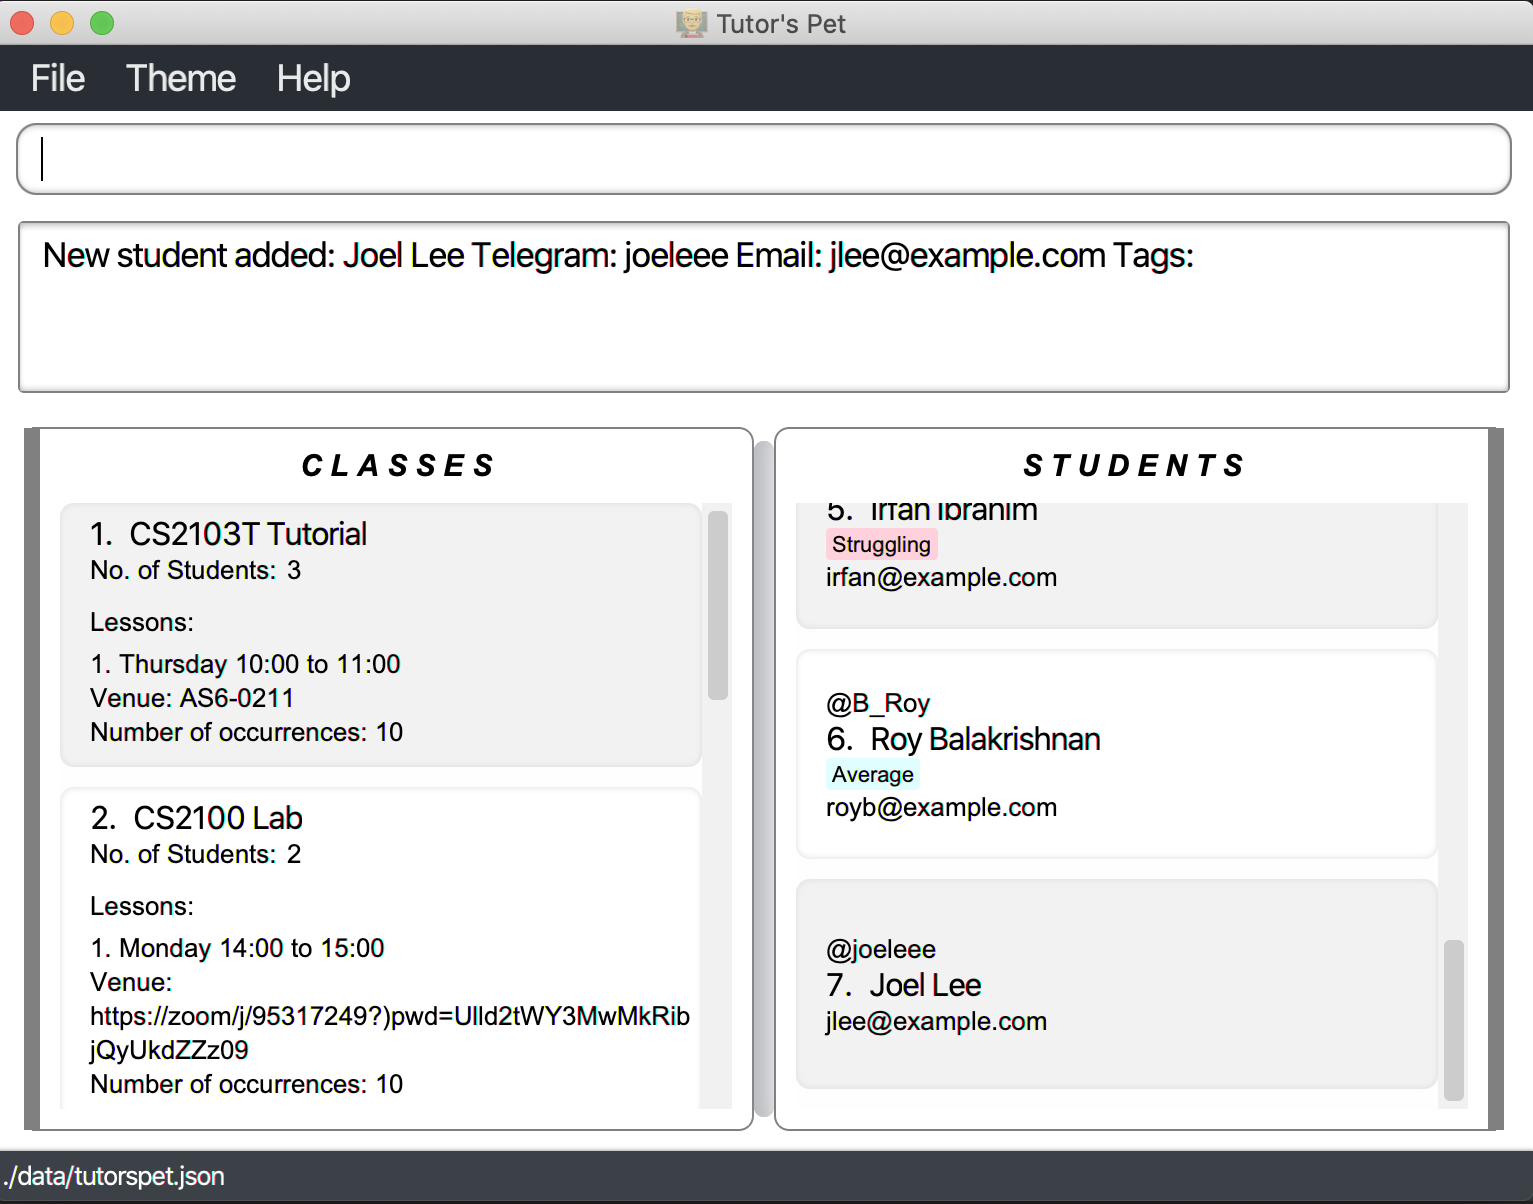 Tutor's Pet
File Theme Help
New student added: Joel Lee Telegram: joeleee Email: jlee@example.com Tags:
CLASSES
1. CS2103T Tutorial
No. of Students: 3
Lessons:
1. Thursday 10:00 to 11:00
Venue: AS6-0211
Number of occurrences: 10
2. CS2100 Lab
No. of Students: 2
Lessons:
1. Monday 14:00 to 15:00
Venue:
https://zoom/j/95317249?)pwd=Ulld2tWY3MwMkRib
jQyUkdZZz09
Number of occurrences: 10
STUDENTS
5. Irfan Ibrahim
Struggling
irfan@example.com
@B_Roy
6. Roy Balakrishnan
Average
royb@example.com
@joeleee
7. Joel Lee
jlee@example.com
./data/tutorspet.json